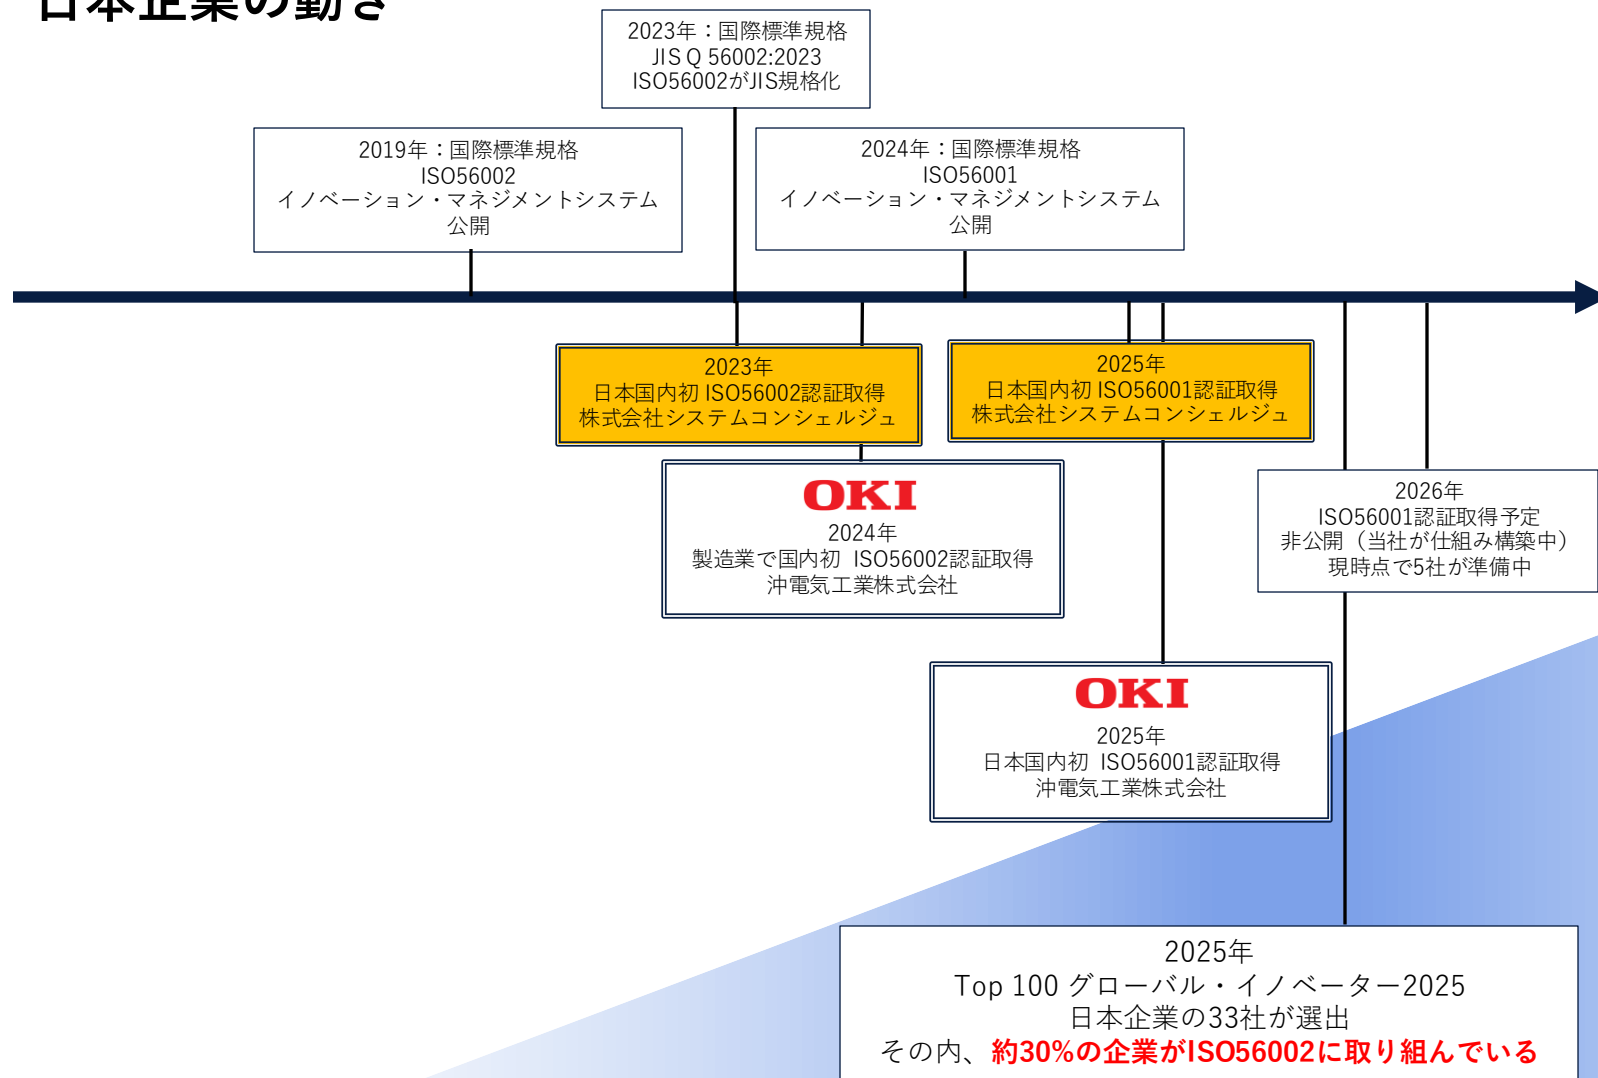 日本企業の動き
2023年：国際標準規格
JIS Q 56002:2023
ISO56002がJIS規格化
2019年：国際標準規格
ISO56002
イノベーション・マネジメントシステム
公開
2024年：国際標準規格
ISO56001
イノベーション・マネジメントシステム
公開
2023年
日本国内初 ISO56002認証取得
株式会社システムコンシェルジュ
2025年
日本国内初 ISO56001認証取得
株式会社システムコンシェルジュ
OKI
2024年
製造業で国内初 ISO56002認証取得
沖電気工業株式会社
2026年
ISO56001認証取得予定
非公開（当社が仕組み構築中）
現時点で5社が準備中
OKI
2025年
日本国内初 ISO56001認証取得
沖電気工業株式会社
2025年
Top 100 グローバル・イノベーター2025
日本企業の33社が選出
その内、約30%の企業がISO56002に取り組んでいる